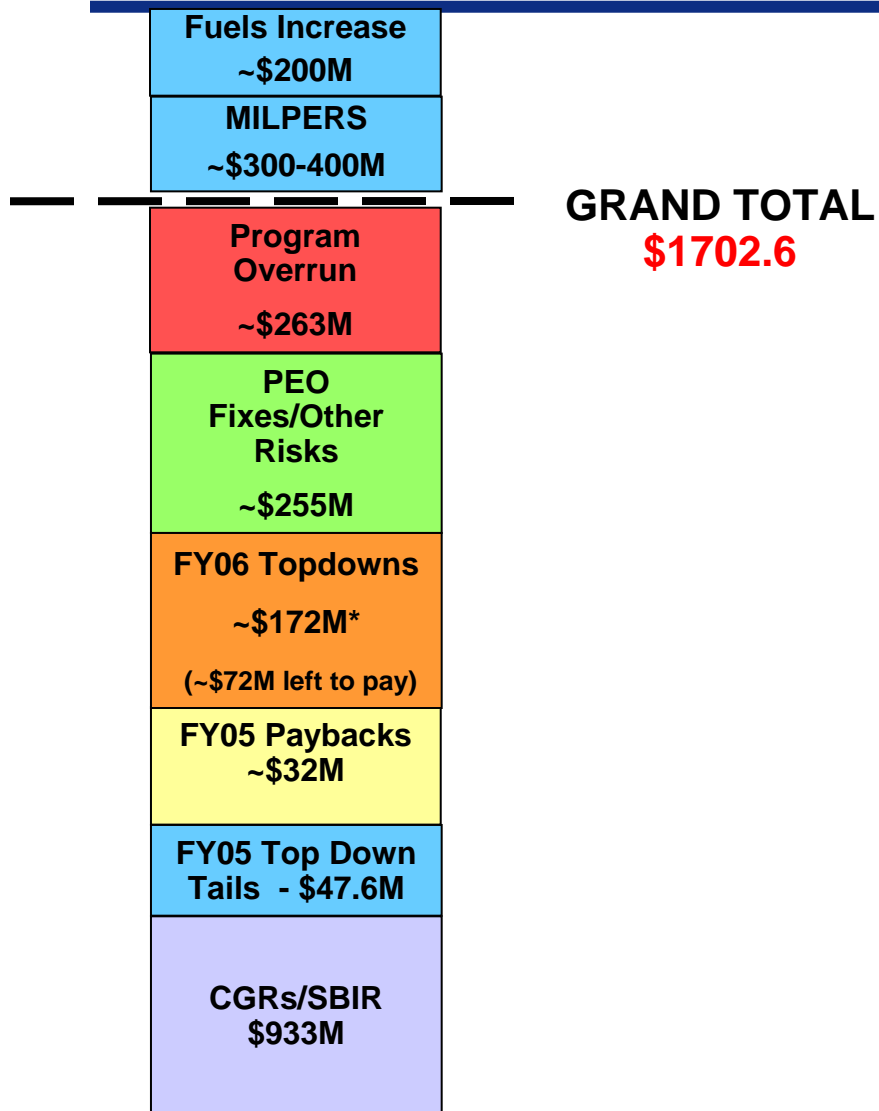 Fuels Increase
~$200M
MILPERS
~$300-400M
GRAND TOTAL
$1702.6
Program
Overrun
~$263M
PEO
Fixes/Other
Risks
~$255M
FY06 Topdowns
~$172M*
(~$72M left to pay)
FY05 Paybacks
~$32M
FY05 Top Down
Tails - $47.6M
CGRs/SBIR
$933M